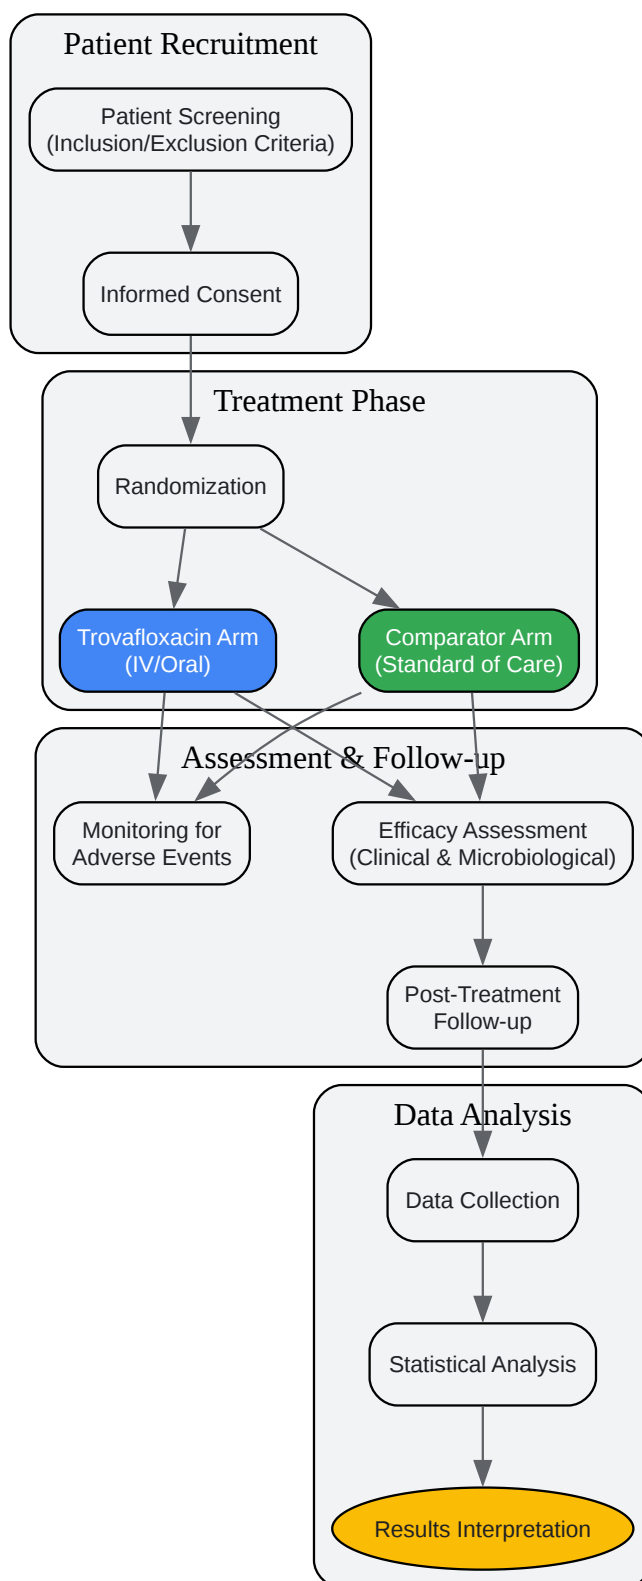 Patient Recruitment
Patient Screening
(Inclusion/Exclusion Criteria)
Informed Consent
Treatment Phase
Randomization
Trovafloxacin Arm
(IV/Oral)
Comparator Arm
(Standard of Care)
Assessment & Follow-up
Monitoring for
Adverse Events
Efficacy Assessment
(Clinical & Microbiological)
Post-Treatment
Follow-up
Data Analysis
Data Collection
Statistical Analysis
Results Interpretation